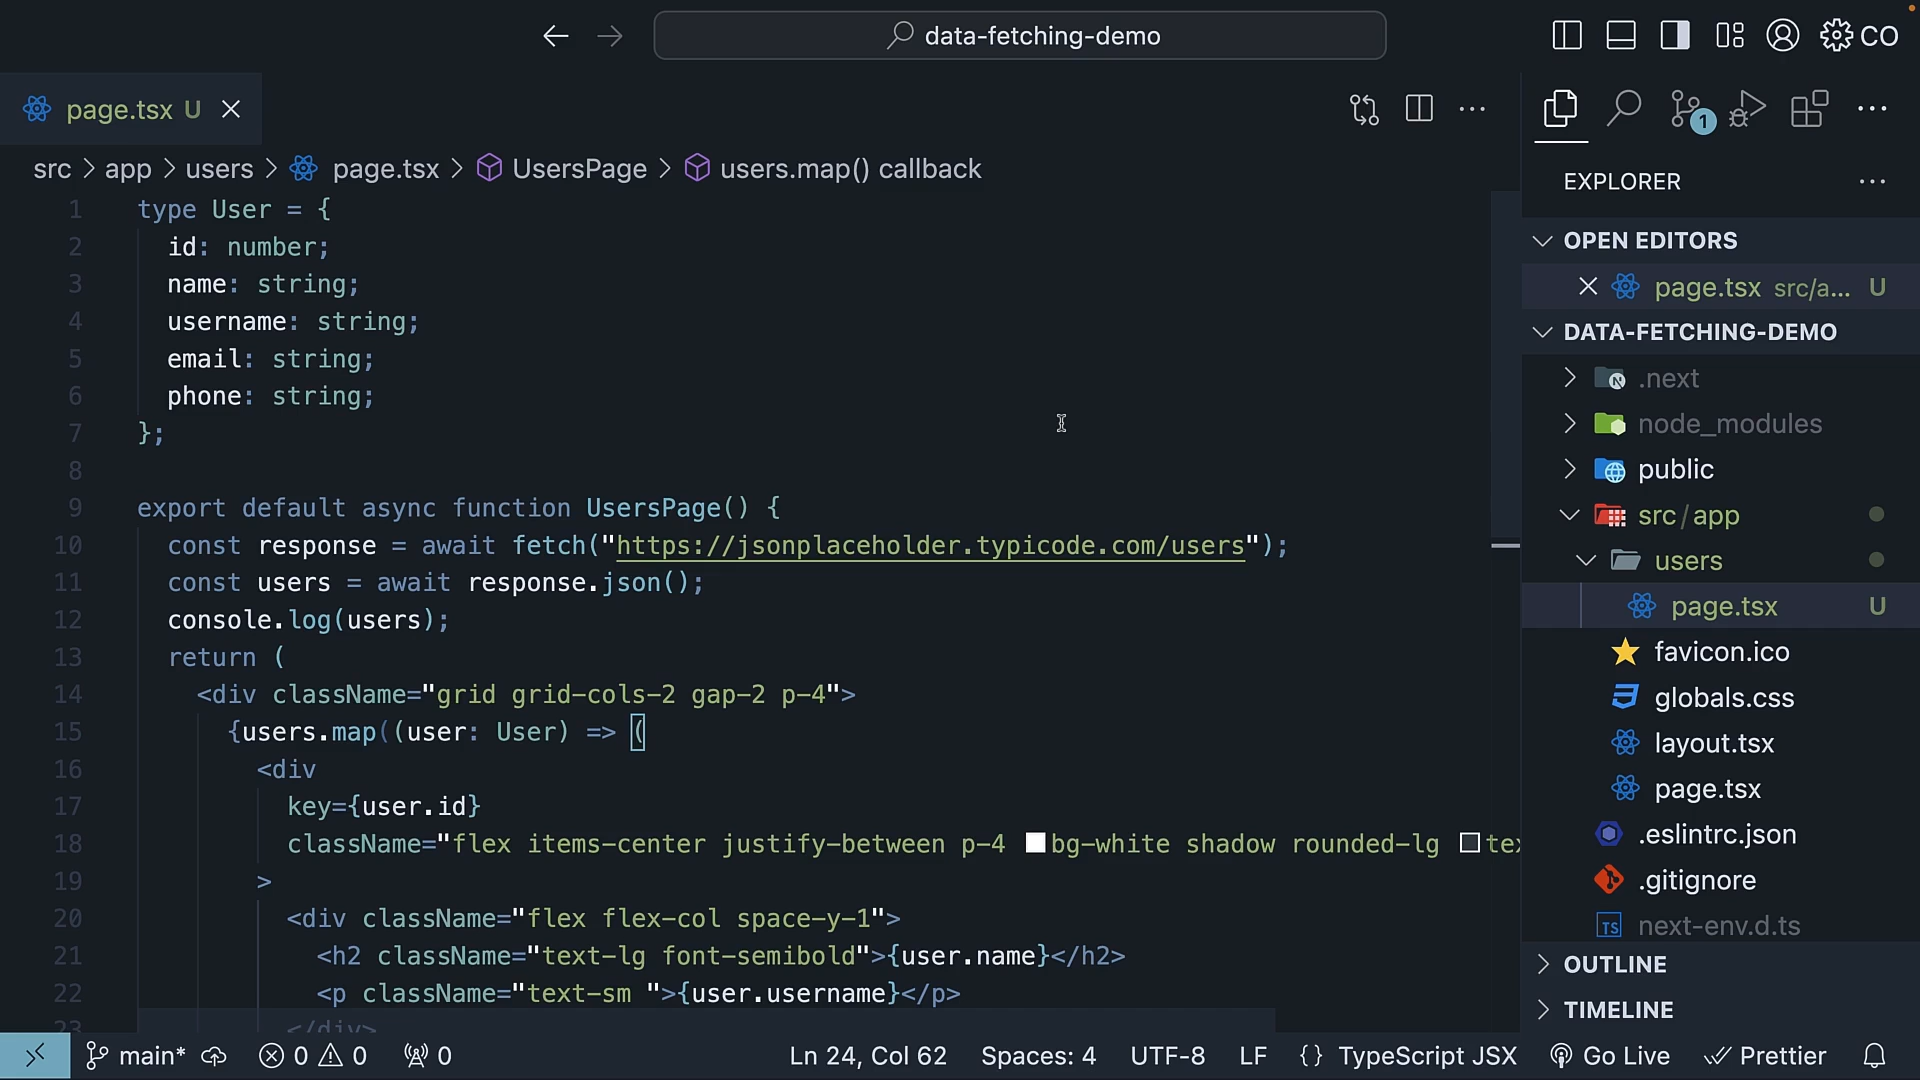 data-fetching-demo
CO
page.tsx U
src > app > users > page.tsx > UsersPage > users.map() callback
1 type User = {
2 id: number;
3 name: string;
4 username: string;
5 email: string;
6 phone: string;
7 };
8
9 export default async function UsersPage() {
10 const response = await fetch("https://jsonplaceholder.typicode.com/users");
11 const users = await response.json();
12 console.log(users);
13 return (
14 <div className="grid grid-cols-2 gap-2 p-4">
15 {users.map((user: User) => (
16 <div
17 key={user.id}
18 className="flex items-center justify-between p-4 bg-white shadow rounded-lg tex
19 >
20 <div className="flex flex-col space-y-1">
21 <h2 className="text-lg font-semibold">{user.name}</h2>
22 <p className="text-sm ">{user.username}</p>
23 </div>
1
EXPLORER
OPEN EDITORS
page.tsx src/a... U
DATA-FETCHING-DEMO
.next
node_modules
public
src/app
users
page.tsx U
favicon.ico
globals.css
layout.tsx
page.tsx
.eslintrc.json
.gitignore
TS next-env.d.ts
OUTLINE
TIMELINE
main* 0 0 0 Ln 24, Col 62 Spaces: 4 UTF-8 LF {} TypeScript JSX Go Live Prettier